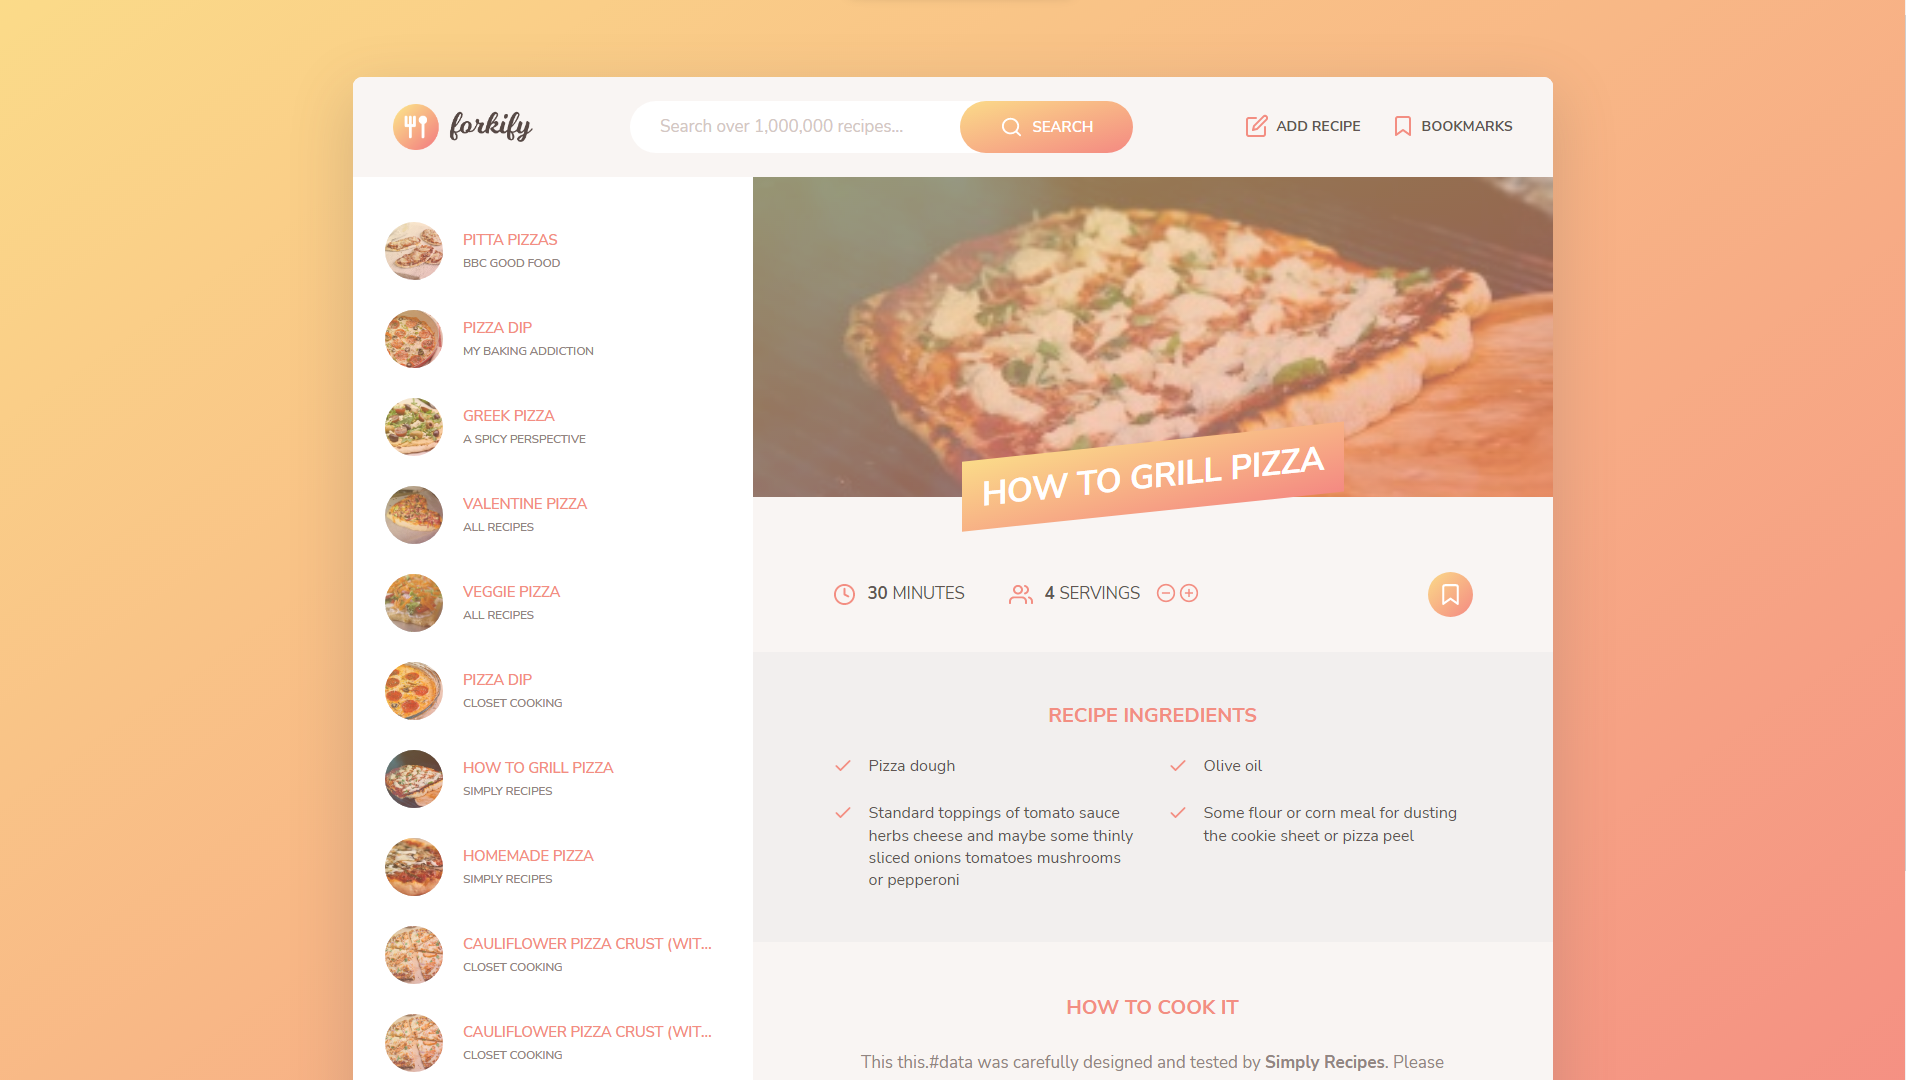 forkify
Search over 1,000,000 recipes...
SEARCH
ADD RECIPE
BOOKMARKS
PITTA PIZZAS
BBC GOOD FOOD
PIZZA DIP
MY BAKING ADDICTION
GREEK PIZZA
A SPICY PERSPECTIVE
VALENTINE PIZZA
ALL RECIPES
VEGGIE PIZZA
ALL RECIPES
PIZZA DIP
CLOSET COOKING
HOW TO GRILL PIZZA
SIMPLY RECIPES
HOMEMADE PIZZA
SIMPLY RECIPES
CAULIFLOWER PIZZA CRUST (WIT...
CLOSET COOKING
CAULIFLOWER PIZZA CRUST (WIT...
CLOSET COOKING
HOW TO GRILL PIZZA
30 MINUTES
4 SERVINGS
RECIPE INGREDIENTS
Pizza dough
Olive oil
Standard toppings of tomato sauce
herbs cheese and maybe some thinly
sliced onions tomatoes mushrooms
or pepperoni
Some flour or corn meal for dusting
the cookie sheet or pizza peel
HOW TO COOK IT
This this.#data was carefully designed and tested by Simply Recipes. Please